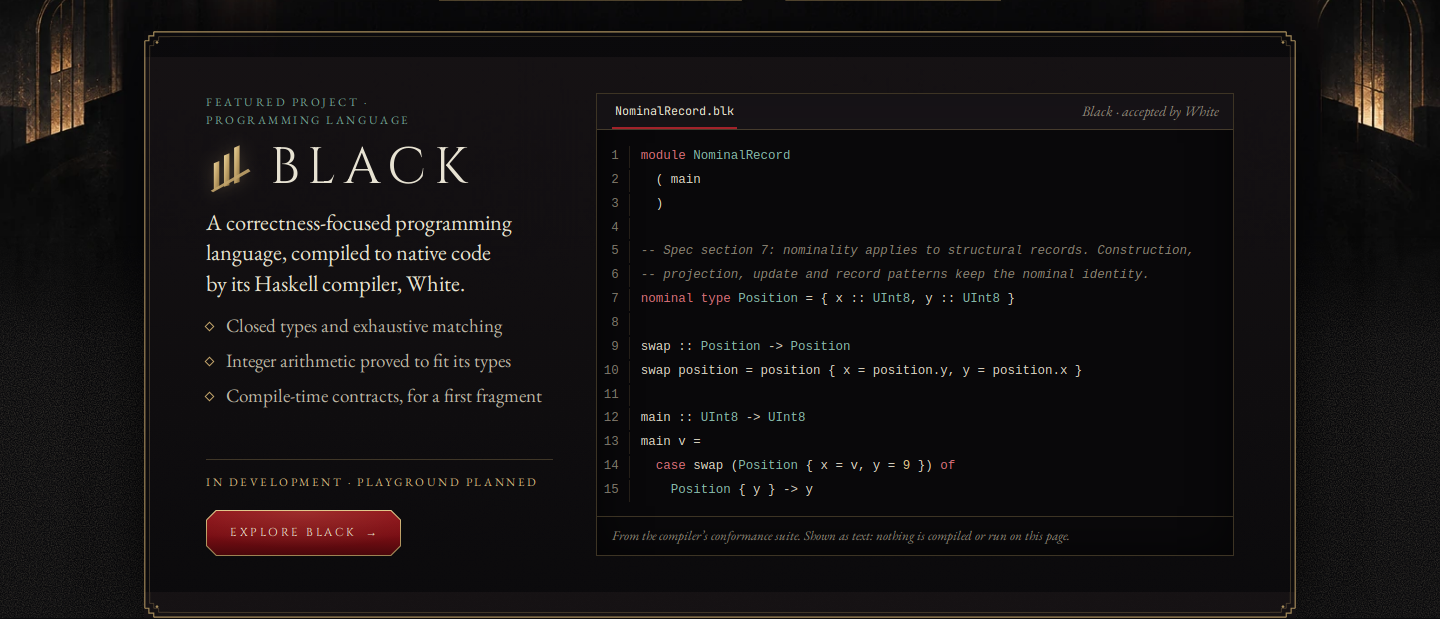 FEATURED PROJECT ·
PROGRAMMING LANGUAGE
BLACK
A correctness-focused programming
language, compiled to native code
by its Haskell compiler, White.
Closed types and exhaustive matching
Integer arithmetic proved to fit its types
Compile-time contracts, for a first fragment
IN DEVELOPMENT · PLAYGROUND PLANNED
EXPLORE BLACK →
NominalRecord.blk
Black · accepted by White
1 module NominalRecord
2   ( main
3   )
4
5 -- Spec section 7: nominality applies to structural records. Construction,
6 -- projection, update and record patterns keep the nominal identity.
7 nominal type Position = { x :: UInt8, y :: UInt8 }
8
9 swap :: Position -> Position
10 swap position = position { x = position.y, y = position.x }
11
12 main :: UInt8 -> UInt8
13 main v =
14   case swap (Position { x = v, y = 9 }) of
15     Position { y } -> y
From the compiler's conformance suite. Shown as text: nothing is compiled or run on this page.